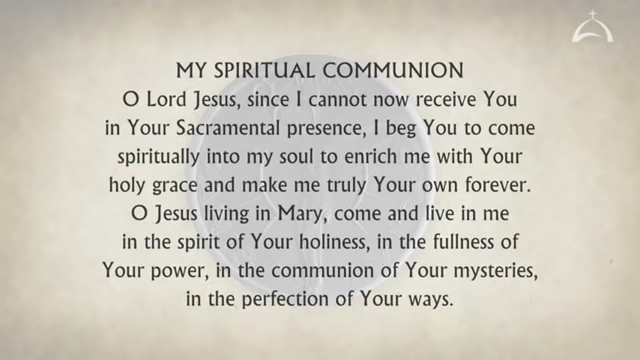 MY SPIRITUAL COMMUNION
O Lord Jesus, since I cannot now receive You
in Your Sacramental presence, I beg You to come
spiritually into my soul to enrich me with Your
holy grace and make me truly Your own forever.
O Jesus living in Mary, come and live in me
in the spirit of Your holiness, in the fullness of
Your power, in the communion of Your mysteries,
in the perfection of Your ways.